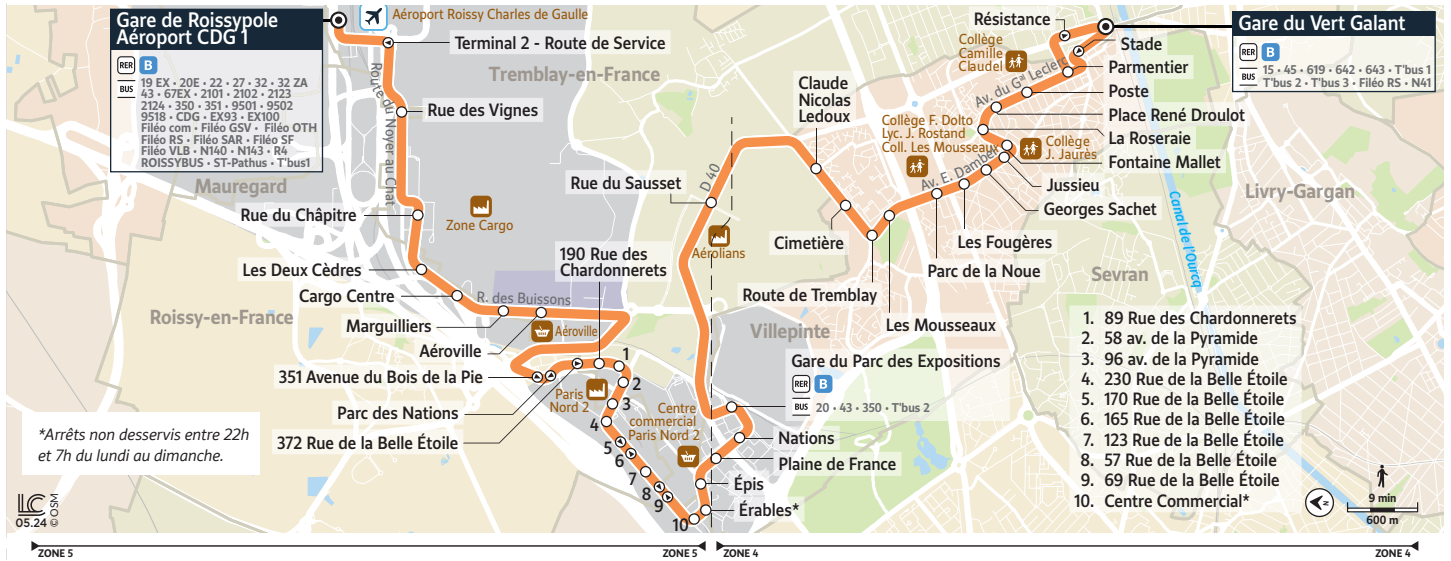 Gare de Roissypole
Aéroport CDG 1
RER B
BUS
19 EX • 20E • 22 • 27 • 32 • 32 ZA
43 • 67EX • 2101 • 2102 • 2123
2124 • 350 • 351 • 9501 • 9502
9518 • CDG • EX93 • EX100
Filéo com • Filéo GSV • Filéo OTH
Filéo RS • Filéo SAR • Filéo SF
Filéo VLB • N140 • N143 • R4
ROISSYBUS • ST-Pathus • T'bus1
Aéroport Roissy Charles de Gaulle
Terminal 2 - Route de Service
Tremblay-en-France
Route du Noyer au Chat
Rue des Vignes
Mauregard
Rue du Châpitre
Zone Cargo
Les Deux Cèdres
Cargo Centre
R. des Buissons
Roissy-en-France
Marguilliers
Aéroville
Aéroville
190 Rue des
Chardonnerets
351 Avenue du Bois de la Pie
Parc des Nations
372 Rue de la Belle Étoile
Paris
Nord 2
1
2
3
4
5
6
7
8
9
10
Centre
commercial
Paris Nord 2
Rue du Sausset
D 40
Aérolians
Gare du Parc des Expositions
RER B
BUS 20 • 43 • 350 • T'bus 2
Nations
Plaine de France
Épis
Érables*
Villepinte
Claude
Nicolas
Ledoux
Cimetière
Route de Tremblay
Les Mousseaux
Parc de la Noue
Les Fougères
Georges Sachet
Jussieu
Fontaine Mallet
La Roseraie
Place René Droulot
Poste
Parmentier
Stade
Résistance
Collège
Camille
Claudel
Av. du Gal Leclerc
Collège F. Dolto
Lyc. J. Rostand
Coll. Les Mousseaux
Av. E. Dambel
Collège
J. Jaurès
Gare du Vert Galant
RER B
BUS
15 • 45 • 619 • 642 • 643 • T'bus 1
T'bus 2 • T'bus 3 • Filéo RS • N41
Canal de l'Ourcq
Livry-Gargan
Sevran
1. 89 Rue des Chardonnerets
2. 58 av. de la Pyramide
3. 96 av. de la Pyramide
4. 230 Rue de la Belle Étoile
5. 170 Rue de la Belle Étoile
6. 165 Rue de la Belle Étoile
7. 123 Rue de la Belle Étoile
8. 57 Rue de la Belle Étoile
9. 69 Rue de la Belle Étoile
10. Centre Commercial*
*Arrêts non desservis entre 22h
et 7h du lundi au dimanche.
LC
05.24 © OSM
9 min
600 m
ZONE 5
ZONE 5
ZONE 4
ZONE 4